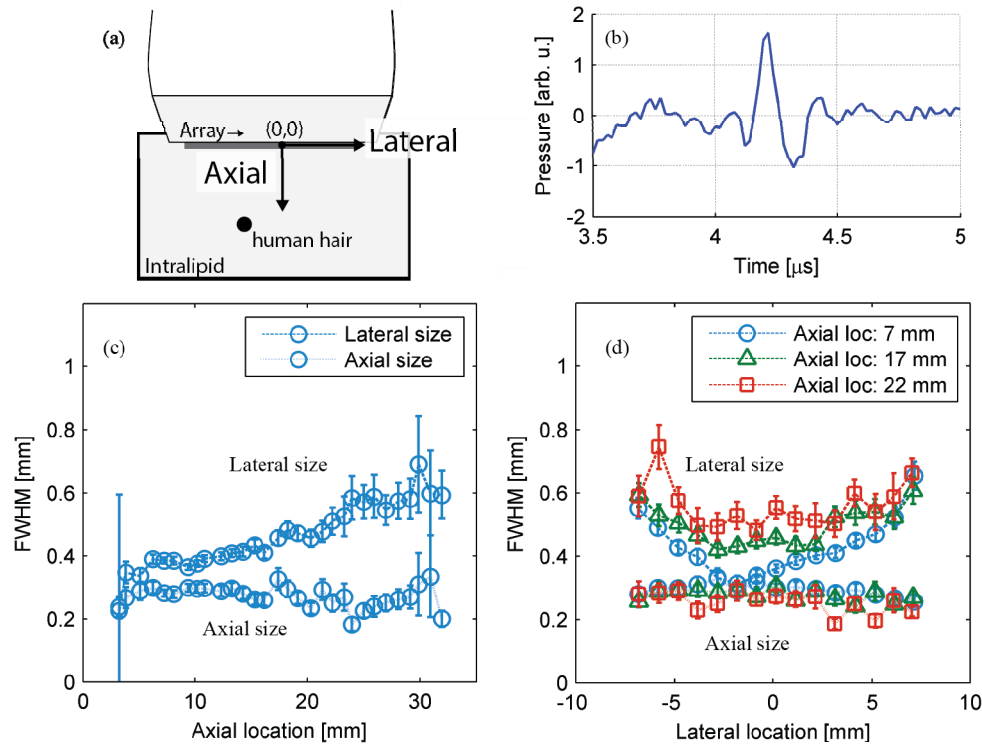 (a)
Array→
(0,0)
Lateral
Axial
human hair
Intralipid
(b)
Pressure [arb. u.]
2
1
0
-1
-2
3.5
4
4.5
5
Time [μs]
(c)
Lateral size
Axial size
FWHM [mm]
1
0.8
0.6
0.4
0.2
0
Lateral size
Axial size
0
10
20
30
Axial location [mm]
(d)
Axial loc: 7 mm
Axial loc: 17 mm
Axial loc: 22 mm
FWHM [mm]
1
0.8
0.6
0.4
0.2
0
Lateral size
Axial size
-10
-5
0
5
10
Lateral location [mm]